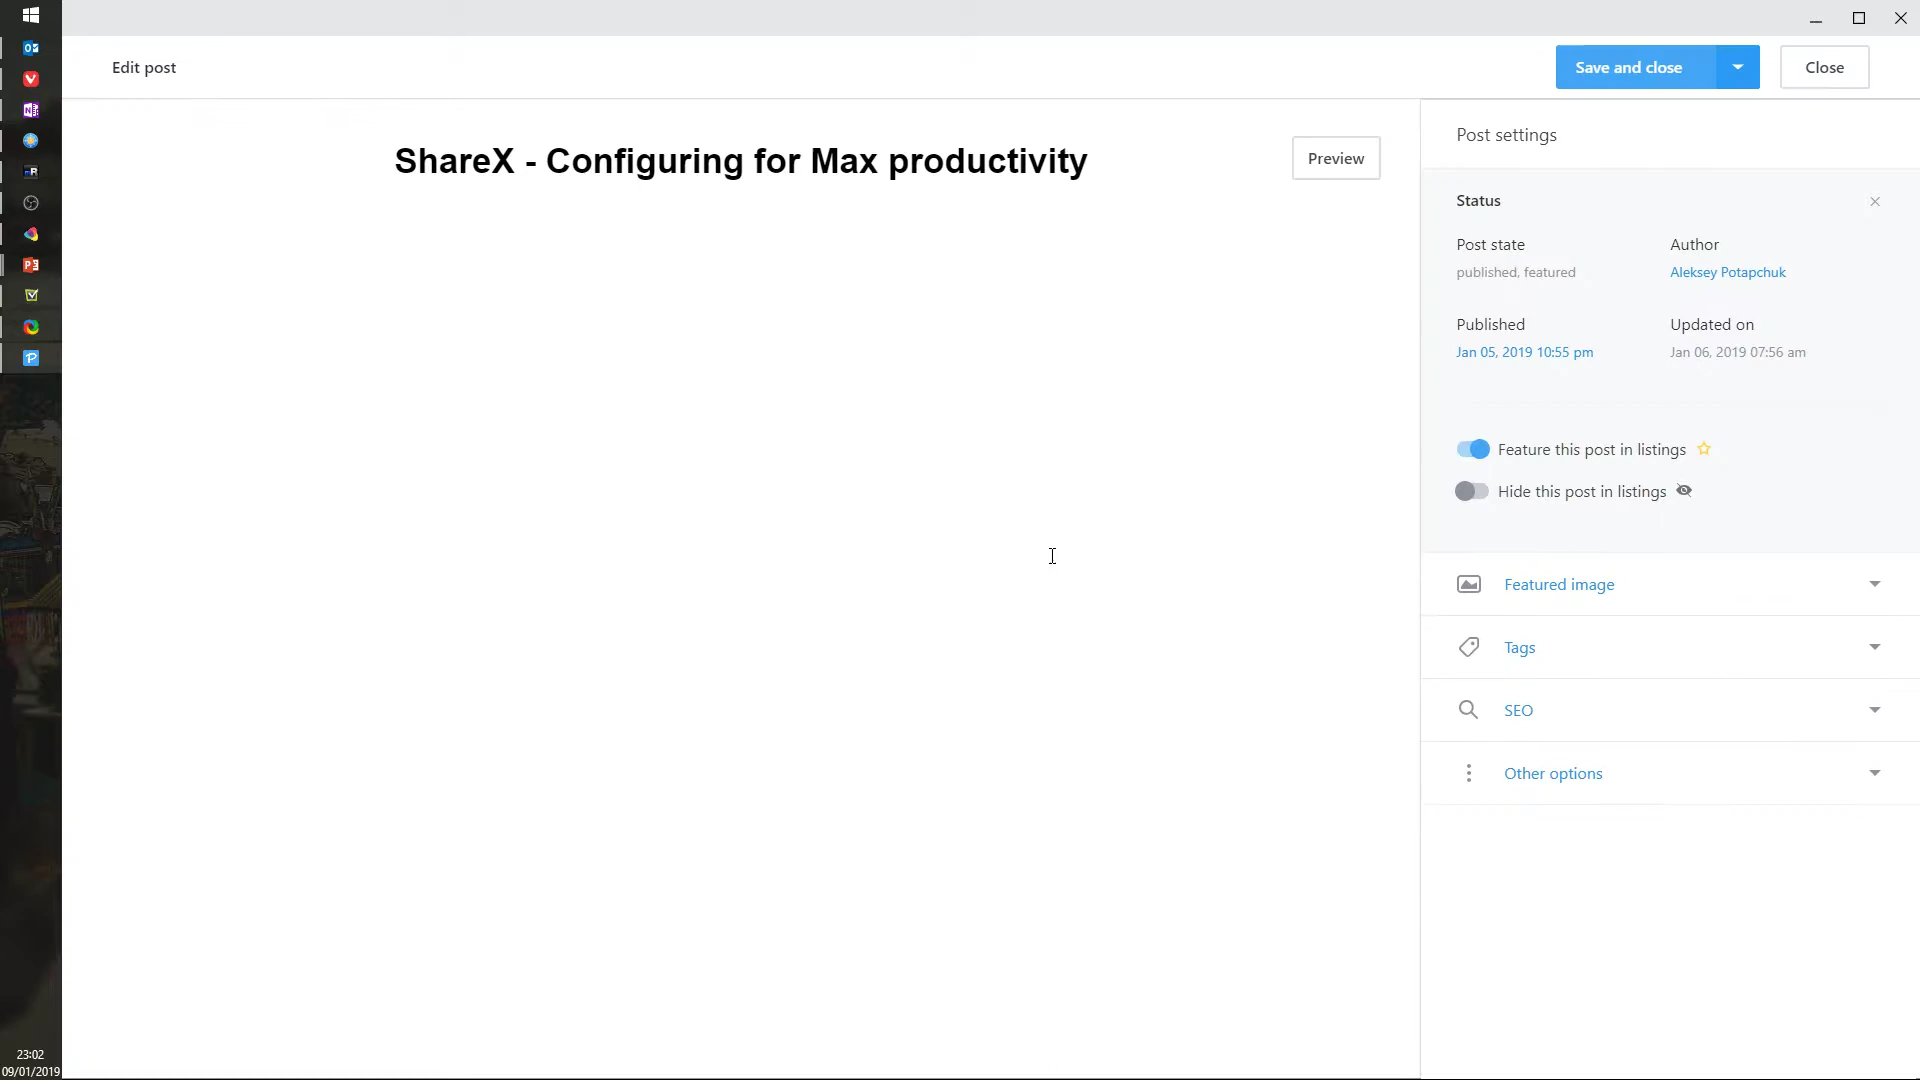 Edit post
Save and close
Close
ShareX - Configuring for Max productivity
Preview
Post settings
Status
Post state
Author
published, featured
Aleksey Potapchuk
Published
Updated on
Jan 05, 2019 10:55 pm
Jan 06, 2019 07:56 am
Feature this post in listings
Hide this post in listings
Featured image
Tags
SEO
Other options
23:02
09/01/2019